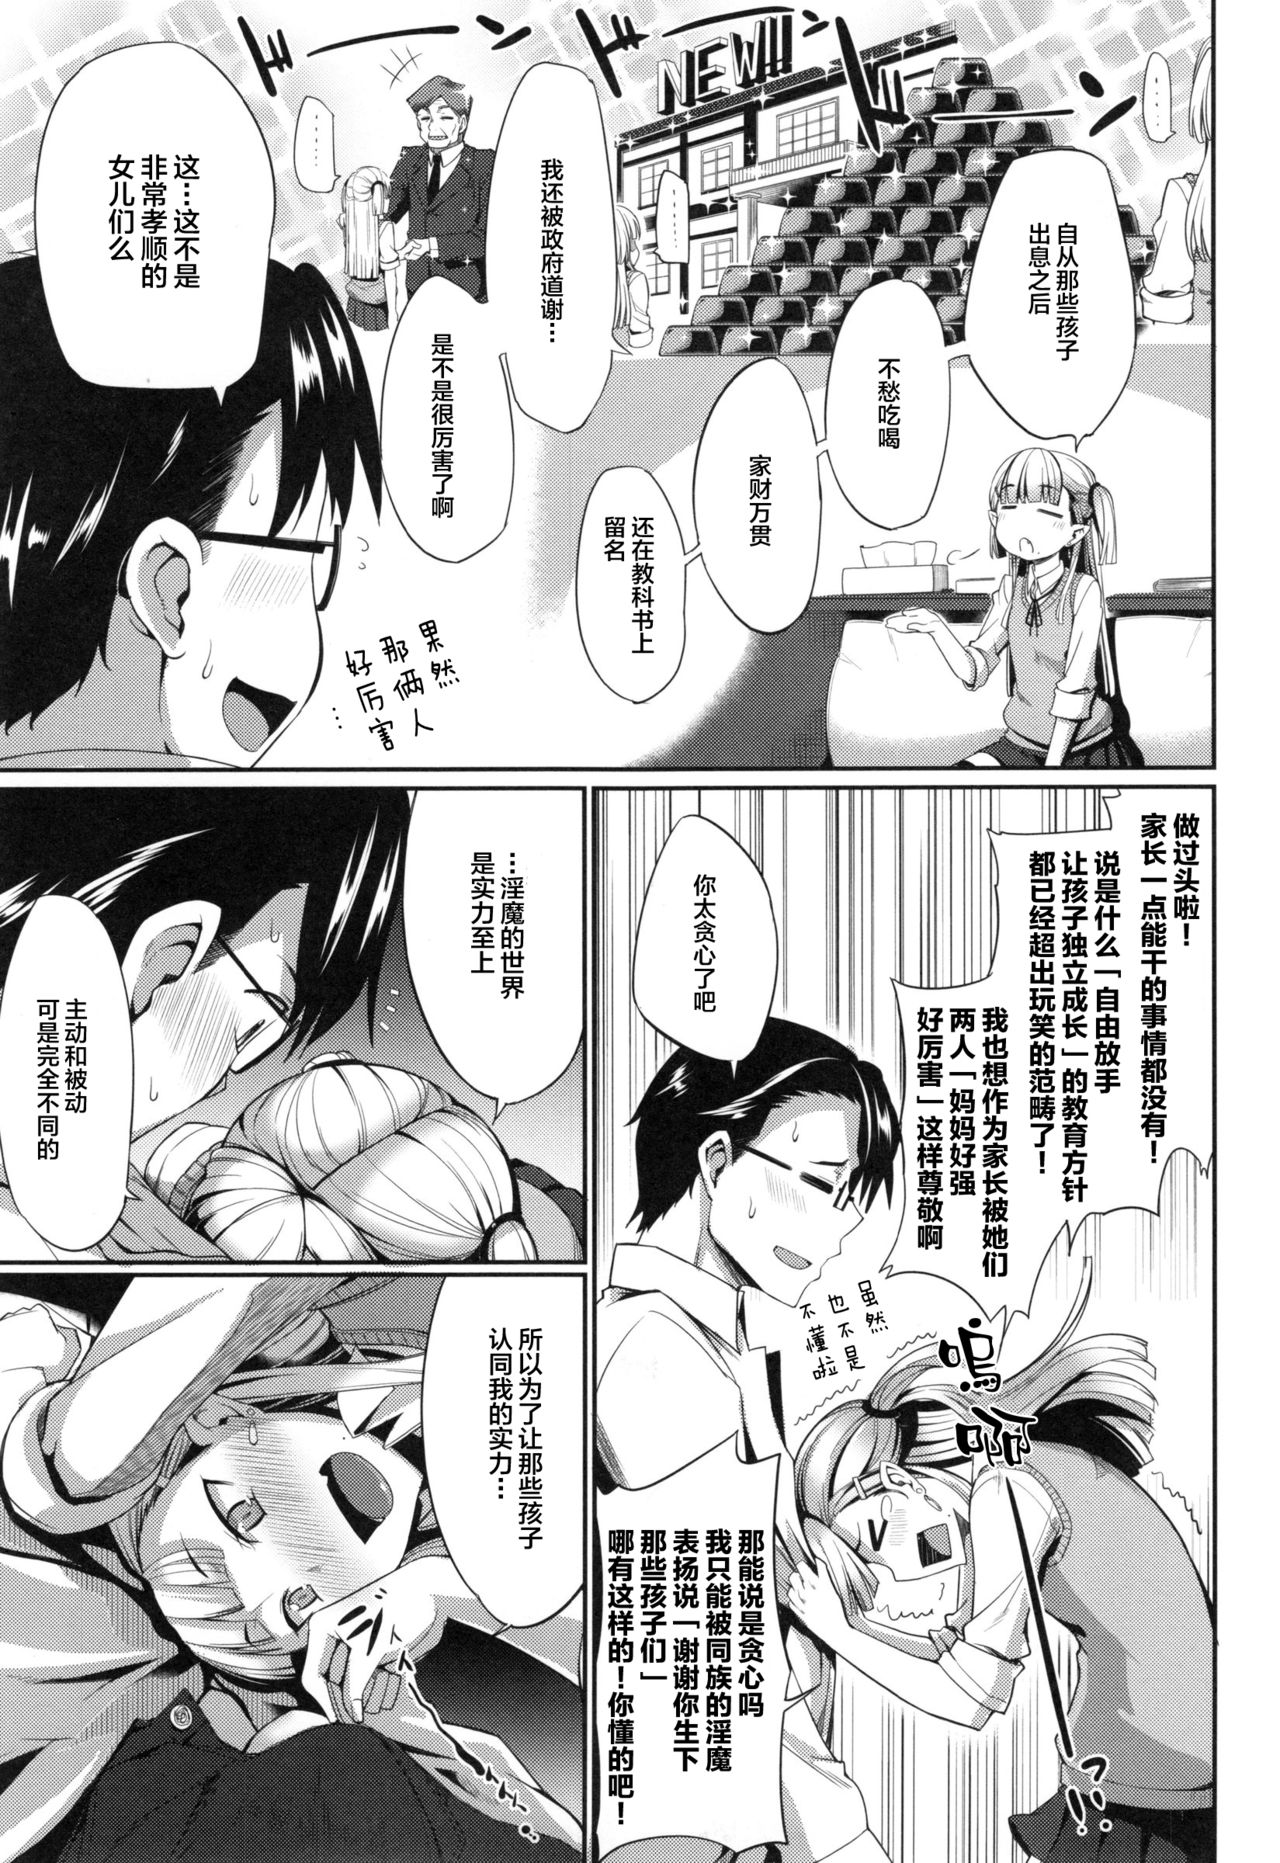 NEW!!
自从那些孩子
出息之后
不愁吃喝
家财万贯
还在教科书上
留名
我还被政府道谢…
是不是很厉害了啊
这…这不是
非常孝顺的
女儿们么
果然
那俩人
好厉害
…
做过头啦！
家长一点能干的事情都没有！
说是什么「自由放手
让孩子独立成长」的教育方针
都已经超出玩笑的范畴了！
我也想作为家长被她们
两人「妈妈好强
好厉害」这样尊敬啊
你太贪心了吧
虽然
也不是
不懂啦
呜啊
ーー…!?
那能说是贪心吗
我只能被同族的淫魔
表扬说「谢谢你生下
那些孩子们」
哪有这样的！你懂的吧！
…淫魔的世界
是实力至上
主动和被动
可是完全不同的
所以为了让那些孩子
认同我的实力…